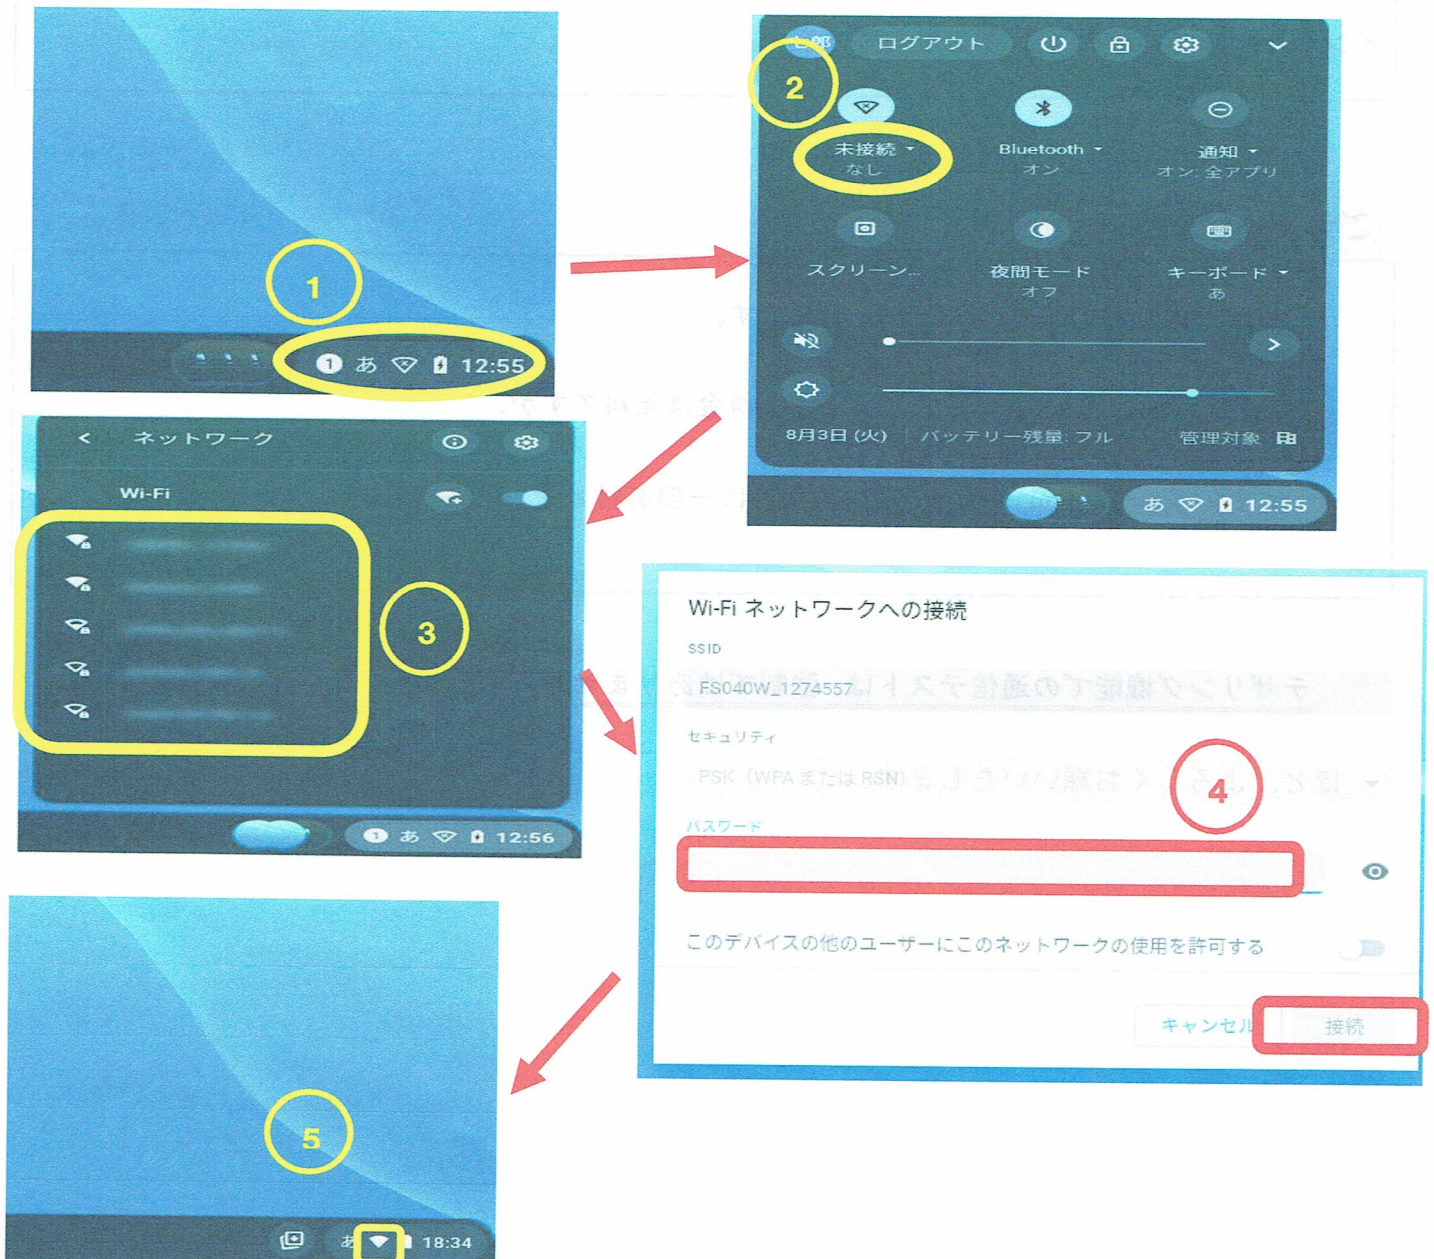 1
1 あ 12:55
2
七郎 ログアウト
未接続
なし
Bluetooth
オン
通知
オン: 全アプリ
スクリーン...
夜間モード
オフ
キーボード
あ
8月3日 (火) バッテリー残量: フル 管理対象
あ 12:55
ネットワーク
Wi-Fi
3
1 あ 12:56
Wi-Fi ネットワークへの接続
SSID
FS040W_1274557
セキュリティ
PSK (WPA または RSN)
4
パスワード
このデバイスの他のユーザーにこのネットワークの使用を許可する
キャンセル 接続
5
あ 18:34